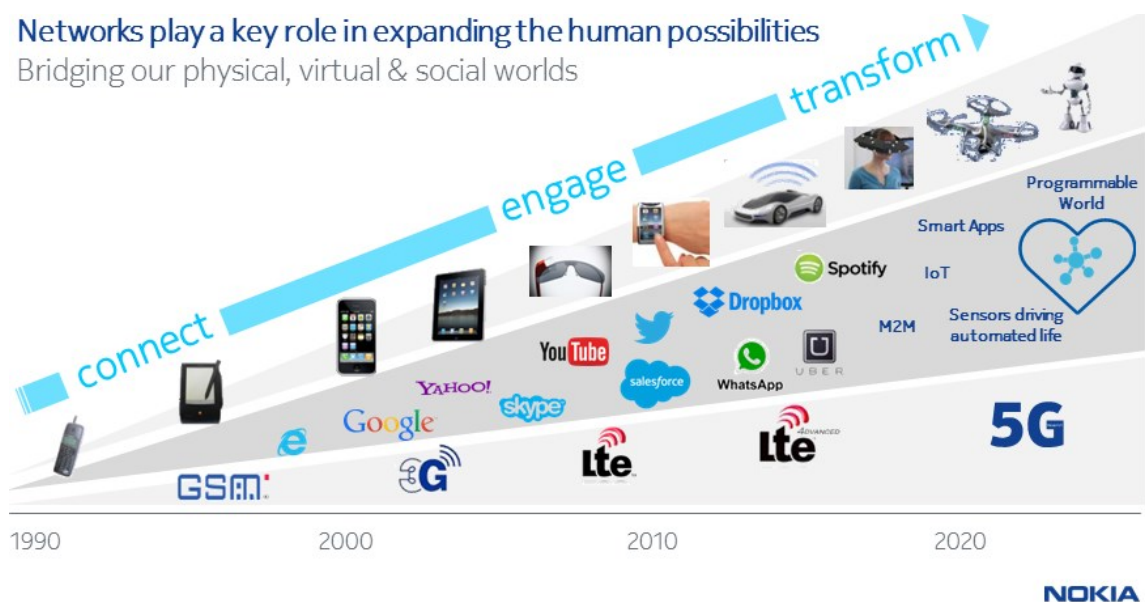 Networks play a key role in expanding the human possibilities
Bridging our physical, virtual & social worlds
connect
engage
transform
Programmable
World
Smart Apps
IoT
Sensors driving
automated life
M2M
Spotify
Dropbox
YouTube
salesforce
WhatsApp
U
UBER
YAHOO!
skype
Google
e
GSM
3G
Lte
Lte
ADVANCED
5G
1990
2000
2010
2020
NOKIA